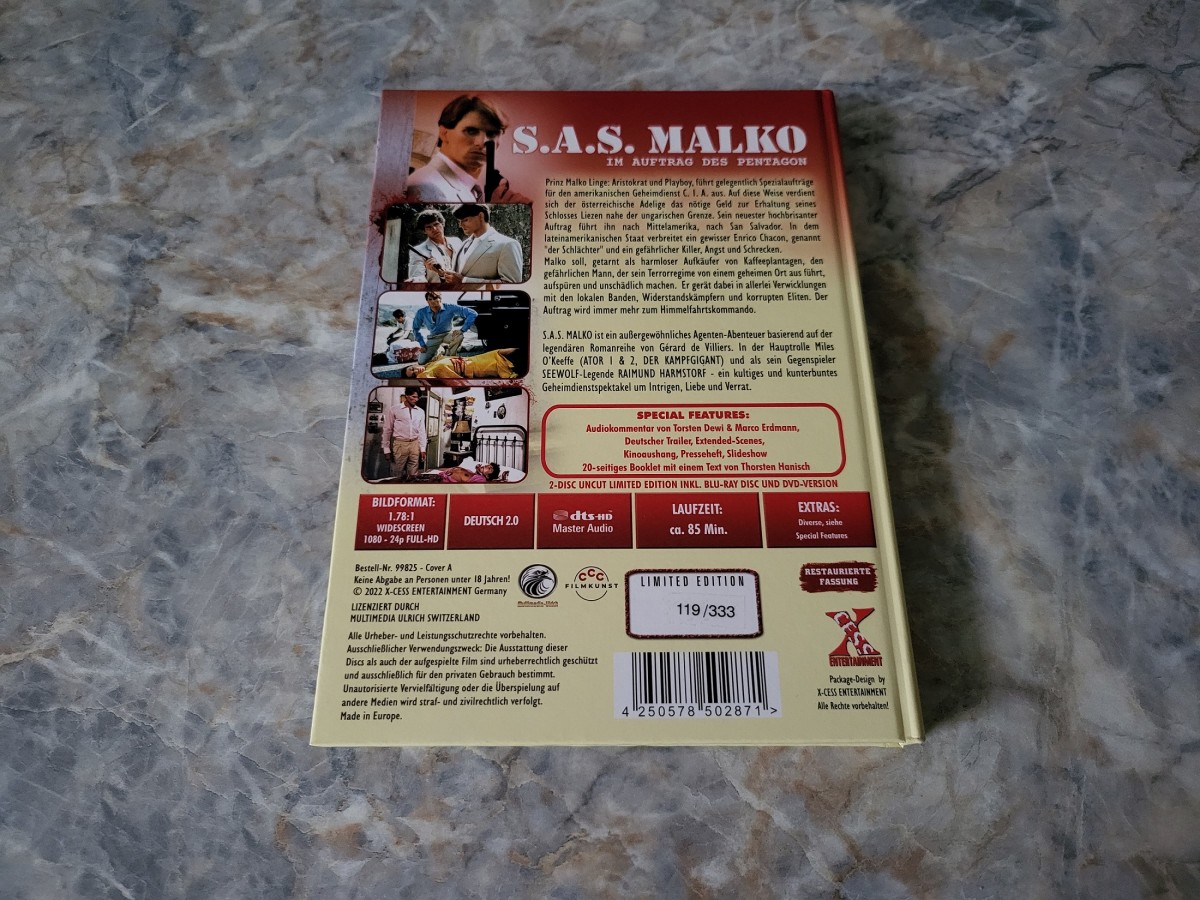 S.A.S. MALKO
IM AUFTRAG DES PENTAGON
Prinz Malko Linge: Aristokrat und Playboy, führt gelegentlich Spezialaufträge
für den amerikanischen Geheimdienst C. I. A. aus. Auf diese Weise verdient
sich der österreichische Adelige das nötige Geld zur Erhaltung seines
Schlosses Liezen nahe der ungarischen Grenze. Sein neuester hochbrisanter
Auftrag führt ihn nach Mittelamerika, nach San Salvador. In dem
lateinamerikanischen Staat verbreitet ein gewisser Enrico Chacon, genannt
"der Schlächter" und ein gefährlicher Killer, Angst und Schrecken.
Malko soll, getarnt als harmloser Aufkäufer von Kaffeeplantagen, den
gefährlichen Mann, der sein Terrorregime von einem geheimen Ort aus führt,
aufspüren und unschädlich machen. Er gerät dabei in allerlei Verwicklungen
mit den lokalen Banden, Widerstandskämpfern und korrupten Eliten. Der
Auftrag wird immer mehr zum Himmelfahrtskommando.
S.A.S. MALKO ist ein außergewöhnliches Agenten-Abenteuer basierend auf der
legendären Romanreihe von Gérard de Villiers. In der Hauptrolle Miles
O'Keeffe (ATOR 1 & 2, DER KAMPFGIGANT) und als sein Gegenspieler
SEEWOLF-Legende RAIMUND HARMSTORF - ein kultiges und kunterbuntes
Geheimdienstspektakel um Intrigen, Liebe und Verrat.
SPECIAL FEATURES:
Audiokommentar von Torsten Dewi & Marco Erdmann,
Deutscher Trailer, Extended-Scenes,
Kinoaushang, Presseheft, Slideshow
20-seitiges Booklet mit einem Text von Thorsten Hanisch
2-DISC UNCUT LIMITED EDITION INKL. BLU-RAY DISC UND DVD-VERSION
BILDFORMAT:
1.78:1
WIDESCREEN
1080 - 24p FULL-HD
DEUTSCH 2.0
dts-HD
Master Audio
LAUFZEIT:
ca. 85 Min.
EXTRAS:
Diverse, siehe
Special Features
Bestell-Nr. 99825 - Cover A
Keine Abgabe an Personen unter 18 Jahren!
© 2022 X-CESS ENTERTAINMENT Germany
LIZENZIERT DURCH
MULTIMEDIA ULRICH SWITZERLAND
Alle Urheber- und Leistungsschutzrechte vorbehalten.
Ausschließlicher Verwendungszweck: Die Ausstattung dieser
Discs als auch der aufgespielte Film sind urheberrechtlich geschützt
und ausschließlich für den privaten Gebrauch bestimmt.
Unautorisierte Vervielfältigung oder die Überspielung auf
andere Medien wird straf- und zivilrechtlich verfolgt.
Made in Europe.
Multimedia Ulrich
CCC
FILMKUNST
LIMITED EDITION
119/333
4 250578 502871 >
RESTAURIERTE
FASSUNG
X
ENTERTAINMENT
Package-Design by
X-CESS ENTERTAINMENT
Alle Rechte vorbehalten!